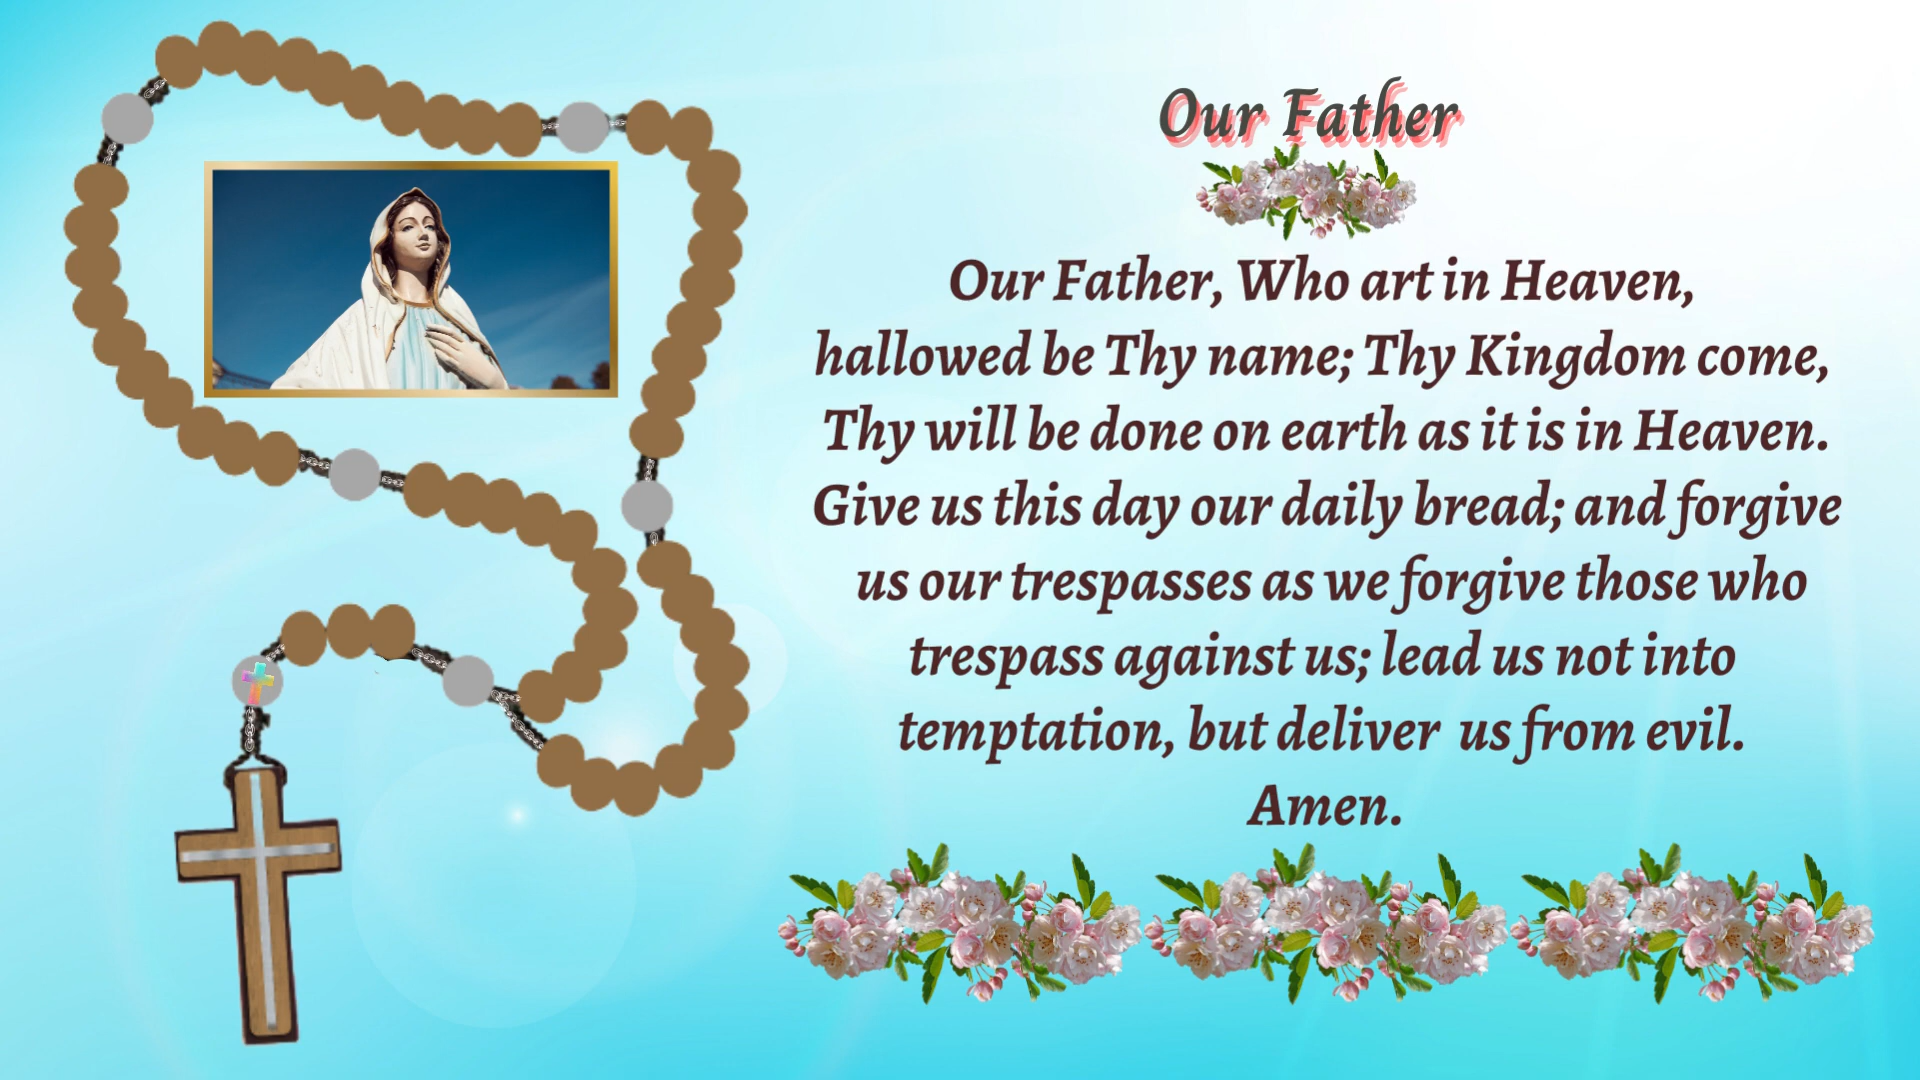 Our Father
Our Father, Who art in Heaven,
hallowed be Thy name; Thy Kingdom come,
Thy will be done on earth as it is in Heaven.
Give us this day our daily bread; and forgive
us our trespasses as we forgive those who
trespass against us; lead us not into
temptation, but deliver us from evil.
Amen.